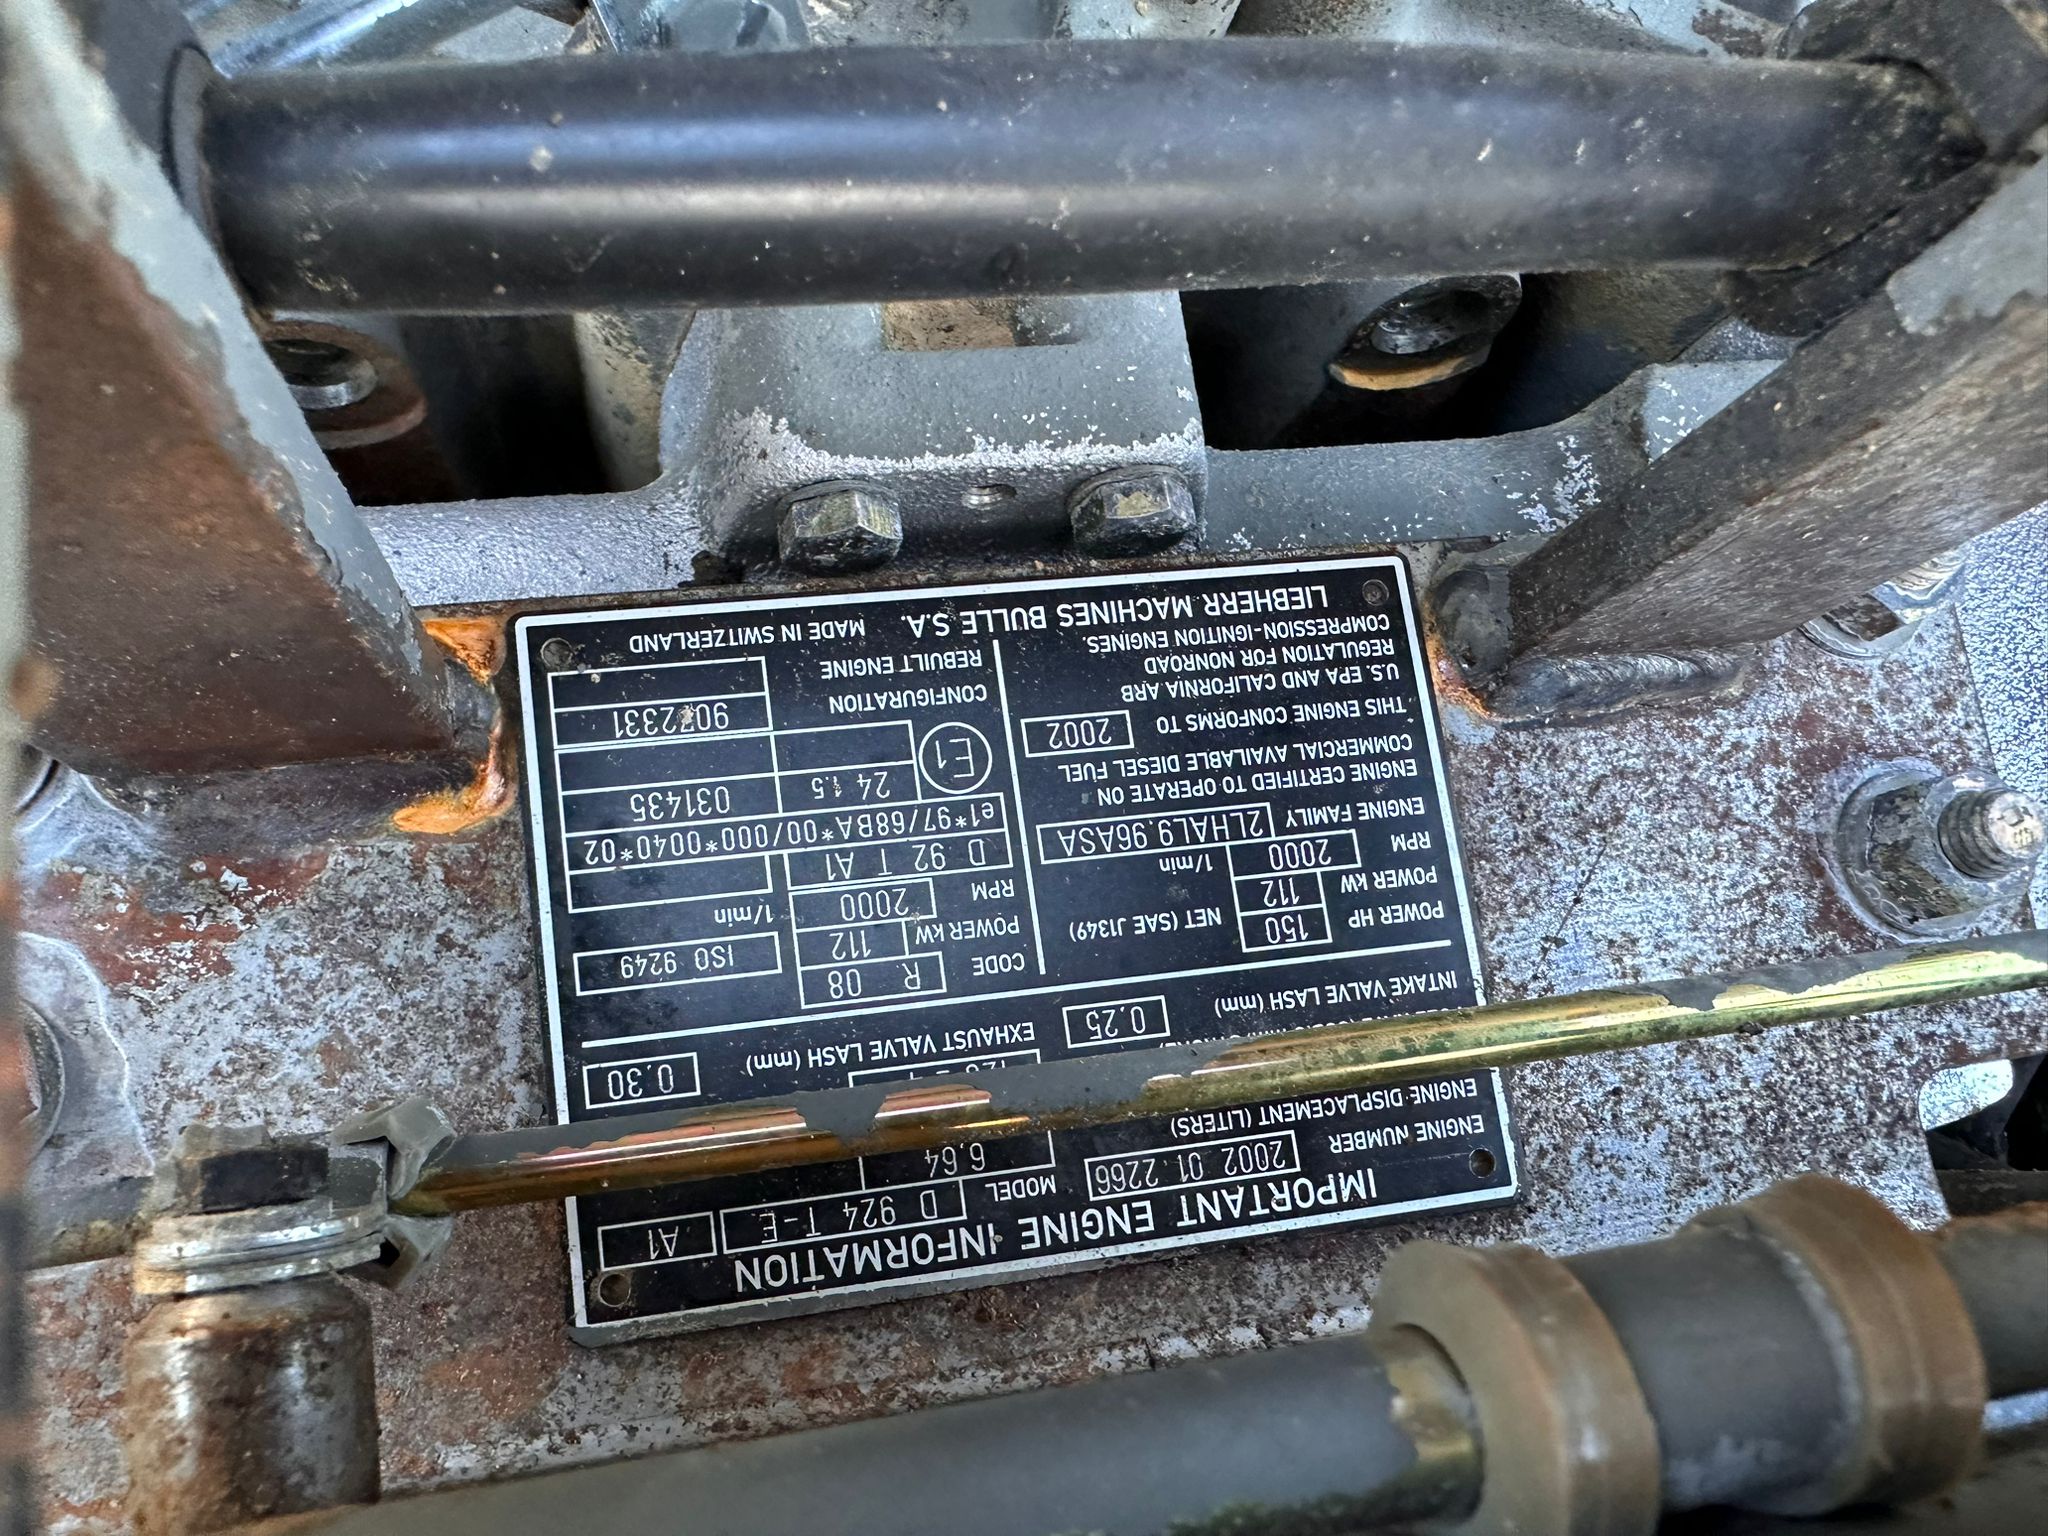 IMPORTANT ENGINE INFORMATION
ENGINE NUMBER 2002 01 2266 MODEL D 924 T-E A1
ENGINE DISPLACEMENT (LITERS) 6.64
INTAKE VALVE LASH (mm) 0.25 EXHAUST VALVE LASH (mm) 0.30
POWER HP 150 NET (SAE J1349)
POWER kW 112
RPM 2000 1/min
ENGINE FAMILY 2LHAL9.96ASA
ENGINE CERTIFIED TO OPERATE ON
COMMERCIAL AVAILABLE DIESEL FUEL
THIS ENGINE CONFORMS TO 2002
U.S. EPA AND CALIFORNIA ARB
REGULATION FOR NONROAD
COMPRESSION-IGNITION ENGINES.
CODE R 08 ISO 9249
POWER kW 112
RPM 2000 1/min
D 92 T A1
e1*97/68BA*00/000*0040*02
E1 24 1.5 031435
CONFIGURATION 9072331
REBUILT ENGINE
LIEBHERR MACHINES BULLE S.A. MADE IN SWITZERLAND